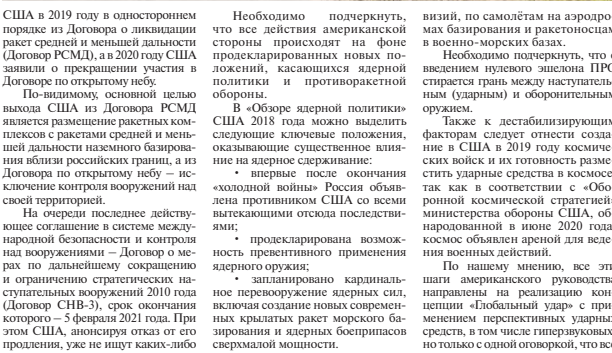 США в 2019 году в одностороннем
порядке из Договора о ликвидации
ракет средней и меньшей дальности
(Договор РСМД), а в 2020 году США
заявили о прекращении участия в
Договоре по открытому небу.
По-видимому, основной целью
выхода США из Договора РСМД
является размещение ракетных ком-
плексов с ракетами средней и мень-
шей дальности наземного базирова-
ния вблизи российских границ, а из
Договора по открытому небу – ис-
ключение контроля вооружений над
своей территорией.
На очереди последнее действу-
ющее соглашение в системе между-
народной безопасности и контроля
над вооружениями – Договор о ме-
рах по дальнейшему сокращению
и ограничению стратегических на-
ступательных вооружений 2010 года
(Договор СНВ-3), срок окончания
которого – 5 февраля 2021 года. При
этом США, анонсируя отказ от его
продления, уже не ищут каких-либо
Необходимо подчеркнуть,
что все действия американской
стороны происходят на фоне
продекларированных новых по-
ложений, касающихся ядерной
политики и противоракетной
обороны.
В «Обзоре ядерной политики»
США 2018 года можно выделить
следующие ключевые положения,
оказывающие существенное влия-
ние на ядерное сдерживание:
• впервые после окончания
«холодной войны» Россия объяв-
лена противником США со всеми
вытекающими отсюда последстви-
ями;
• продекларирована возмож-
ность превентивного применения
ядерного оружия;
• запланировано кардиналь-
ное перевооружение ядерных сил,
включая создание новых современ-
ных крылатых ракет морского ба-
зирования и ядерных боеприпасов
сверхмалой мощности.
визий, по самолётам на аэродро-
мах базирования и ракетоносцам
в военно-морских базах.
Необходимо подчеркнуть, что с
введением нулевого эшелона ПРО
стирается грань между наступатель-
ным (ударным) и оборонительным
оружием.
Также к дестабилизирующим
факторам следует отнести созда-
ние в США в 2019 году космиче-
ских войск и их готовность разме-
стить ударные средства в космосе,
так как в соответствии с «Обо-
ронной космической стратегией»
министерства обороны США, об-
народованной в июне 2020 года,
космос объявлен ареной для веде-
ния военных действий.
По нашему мнению, все эти
шаги американского руководства
направлены на реализацию кон-
цепции «Глобальный удар» с при-
менением перспективных ударных
средств, в том числе гиперзвуковых,
но только с одной оговоркой, что все